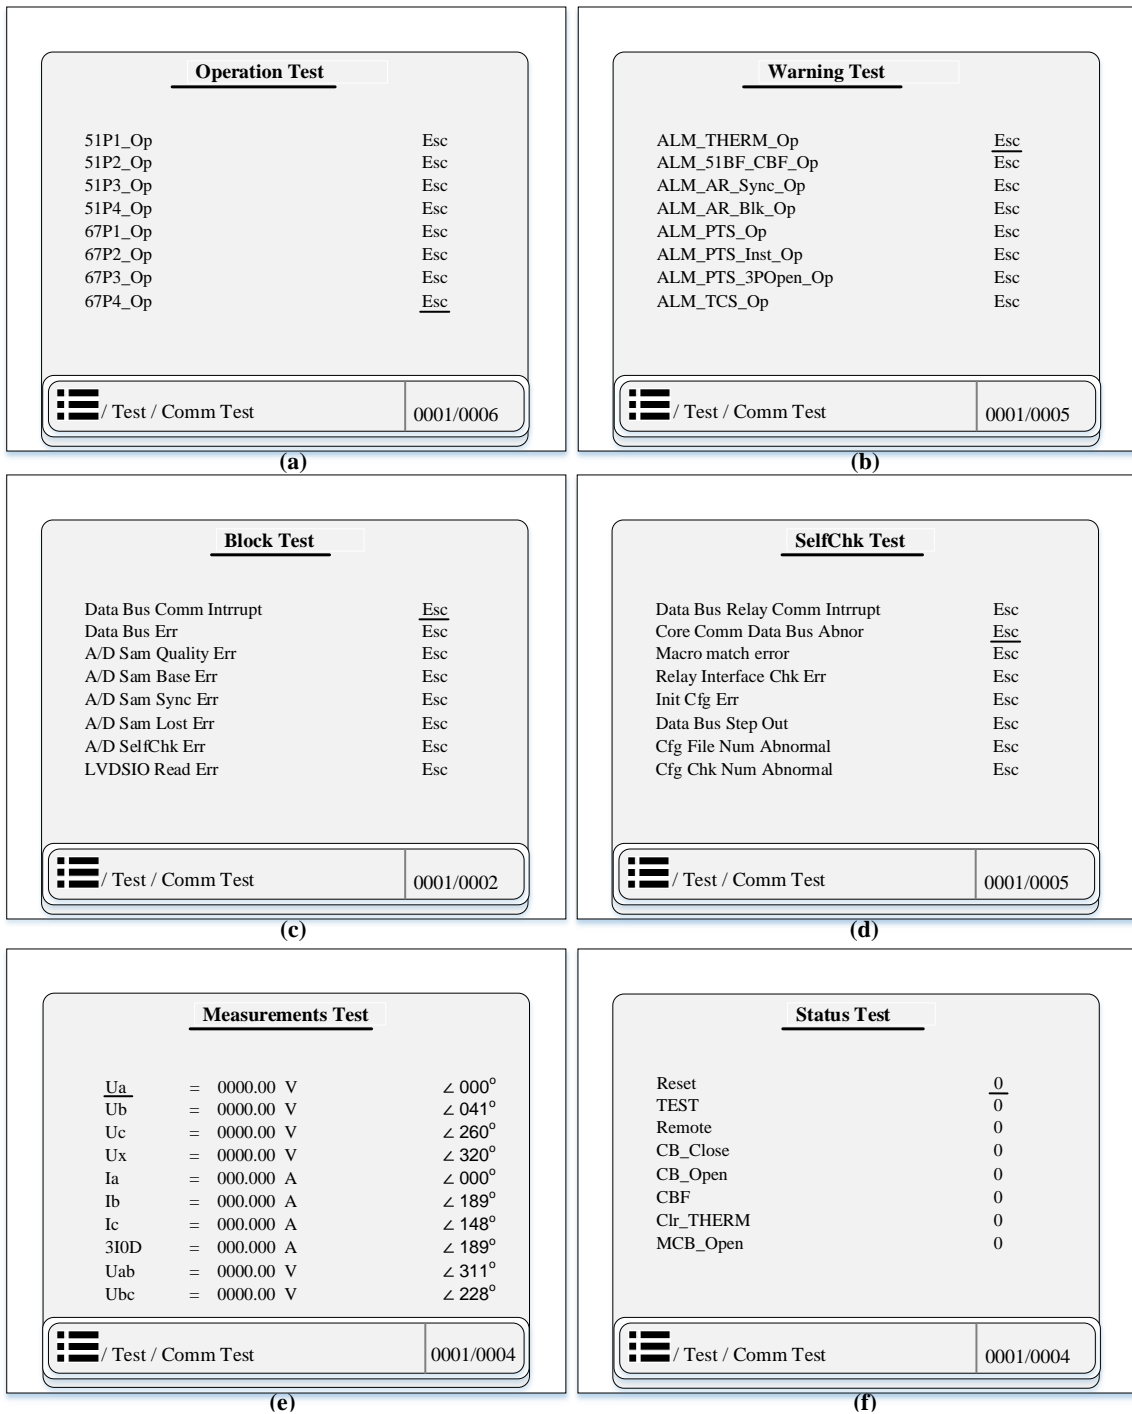 Operation Test
51P1_Op Esc
51P2_Op Esc
51P3_Op Esc
51P4_Op Esc
67P1_Op Esc
67P2_Op Esc
67P3_Op Esc
67P4_Op Esc
/ Test / Comm Test 0001/0006
(a)
Warning Test
ALM_THERM_Op Esc
ALM_51BF_CBF_Op Esc
ALM_AR_Sync_Op Esc
ALM_AR_Blk_Op Esc
ALM_PTS_Op Esc
ALM_PTS_Inst_Op Esc
ALM_PTS_3POpen_Op Esc
ALM_TCS_Op Esc
/ Test / Comm Test 0001/0005
(b)
Block Test
Data Bus Comm Intrrupt Esc
Data Bus Err Esc
A/D Sam Quality Err Esc
A/D Sam Base Err Esc
A/D Sam Sync Err Esc
A/D Sam Lost Err Esc
A/D SelfChk Err Esc
LVDSIO Read Err Esc
/ Test / Comm Test 0001/0002
(c)
SelfChk Test
Data Bus Relay Comm Intrrupt Esc
Core Comm Data Bus Abnor Esc
Macro match error Esc
Relay Interface Chk Err Esc
Init Cfg Err Esc
Data Bus Step Out Esc
Cfg File Num Abnormal Esc
Cfg Chk Num Abnormal Esc
/ Test / Comm Test 0001/0005
(d)
Measurements Test
Ua = 0000.00 V ∠ 000°
Ub = 0000.00 V ∠ 041°
Uc = 0000.00 V ∠ 260°
Ux = 0000.00 V ∠ 320°
Ia = 000.000 A ∠ 000°
Ib = 000.000 A ∠ 189°
Ic = 000.000 A ∠ 148°
3I0D = 000.000 A ∠ 189°
Uab = 0000.00 V ∠ 311°
Ubc = 0000.00 V ∠ 228°
/ Test / Comm Test 0001/0004
(e)
Status Test
Reset 0
TEST 0
Remote 0
CB_Close 0
CB_Open 0
CBF 0
Clr_THERM 0
MCB_Open 0
/ Test / Comm Test 0001/0004
(f)